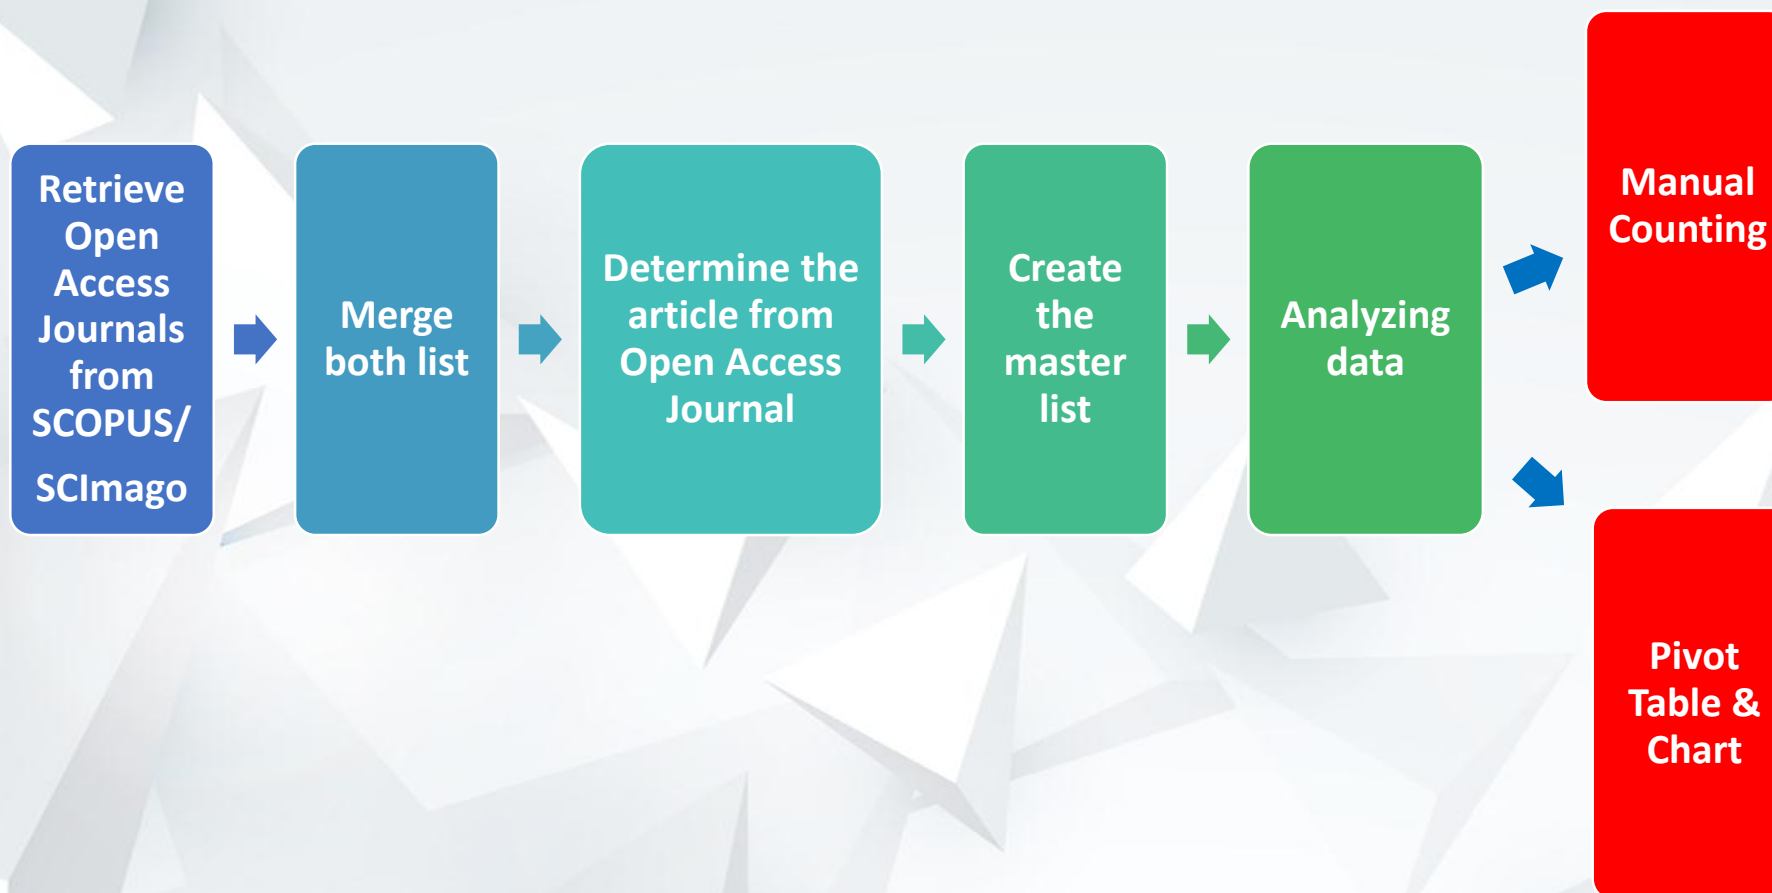 Retrieve
Open
Access
Journals
from
SCOPUS/
SCImago
Merge
both list
Determine the
article from
Open Access
Journal
Create
the
master
list
Analyzing
data
Manual
Counting
Pivot
Table &
Chart